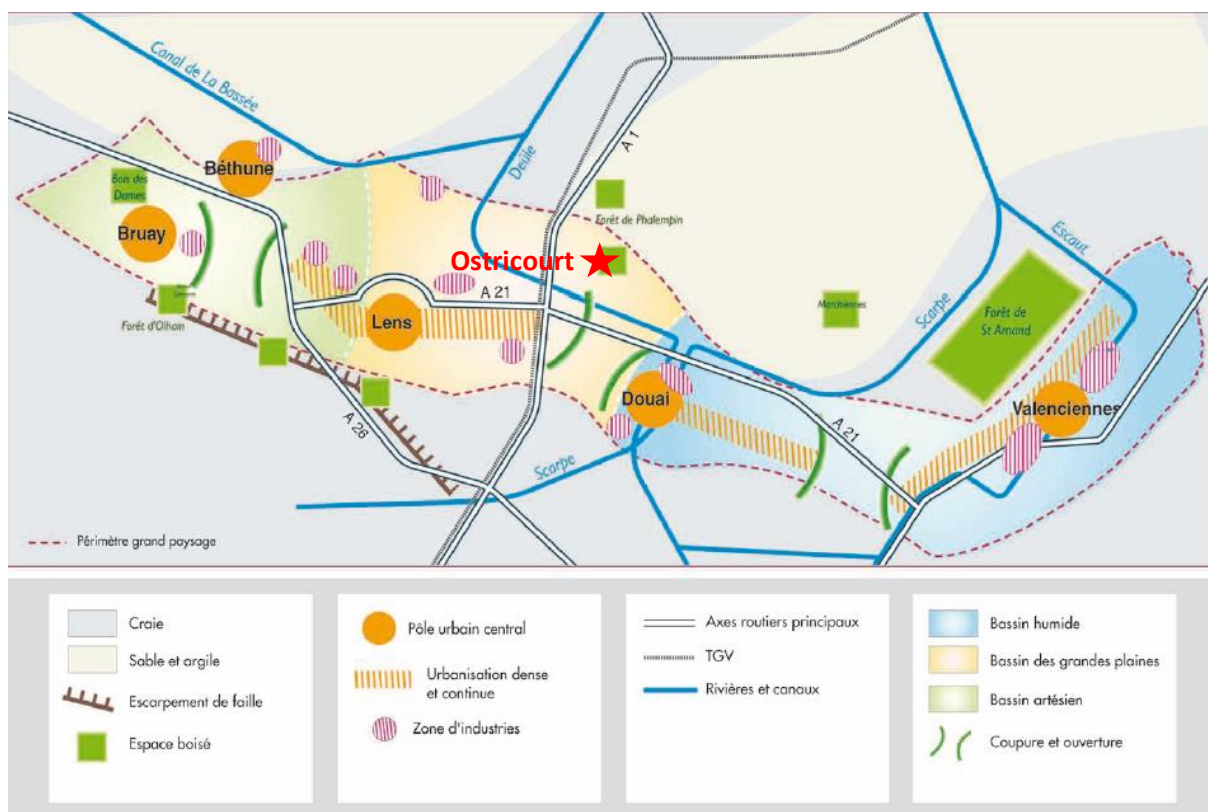 Canal de La Bassée
Béthune
Bois des
Dames
Bruay
Deûle
A 1
Forêt de Phalempin
Ostricourt
A 21
Lens
Forêt d'Olhain
A 26
Scarpe
Douai
Marchiennes
Scarpe
Escaut
Forêt de
St Amand
Valenciennes
A 21
Périmètre grand paysage
Craie
Sable et argile
Escarpement de faille
Espace boisé
Pôle urbain central
Urbanisation dense
et continue
Zone d'industries
Axes routiers principaux
TGV
Rivières et canaux
Bassin humide
Bassin des grandes plaines
Bassin artésien
Coupure et ouverture